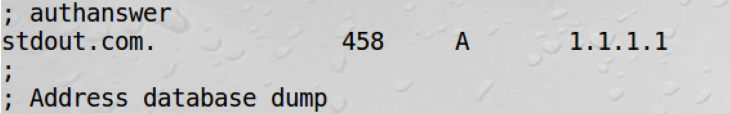 ; authanswer
stdout.com. 458 A 1.1.1.1
;
; Address database dump